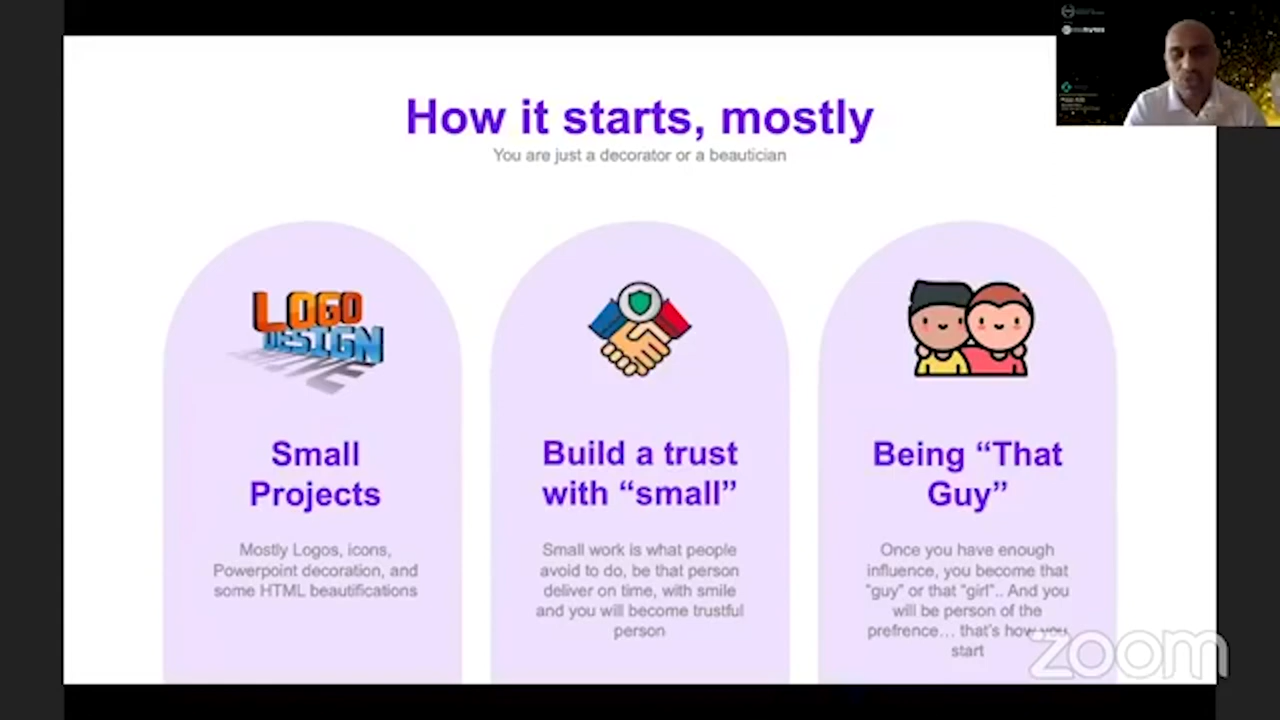 How it starts, mostly
You are just a decorator or a beautician
LOGO
DESIGN
Small
Projects
Mostly Logos, icons,
Powerpoint decoration, and
some HTML beautifications
Build a trust
with “small”
Small work is what people
avoid to do, be that person
deliver on time, with smile
and you will become trustful
person
Being “That
Guy”
Once you have enough
influence, you become that
“guy” or that “girl”.. And you
will be person of the
prefrence... that’s how you
start
zoom